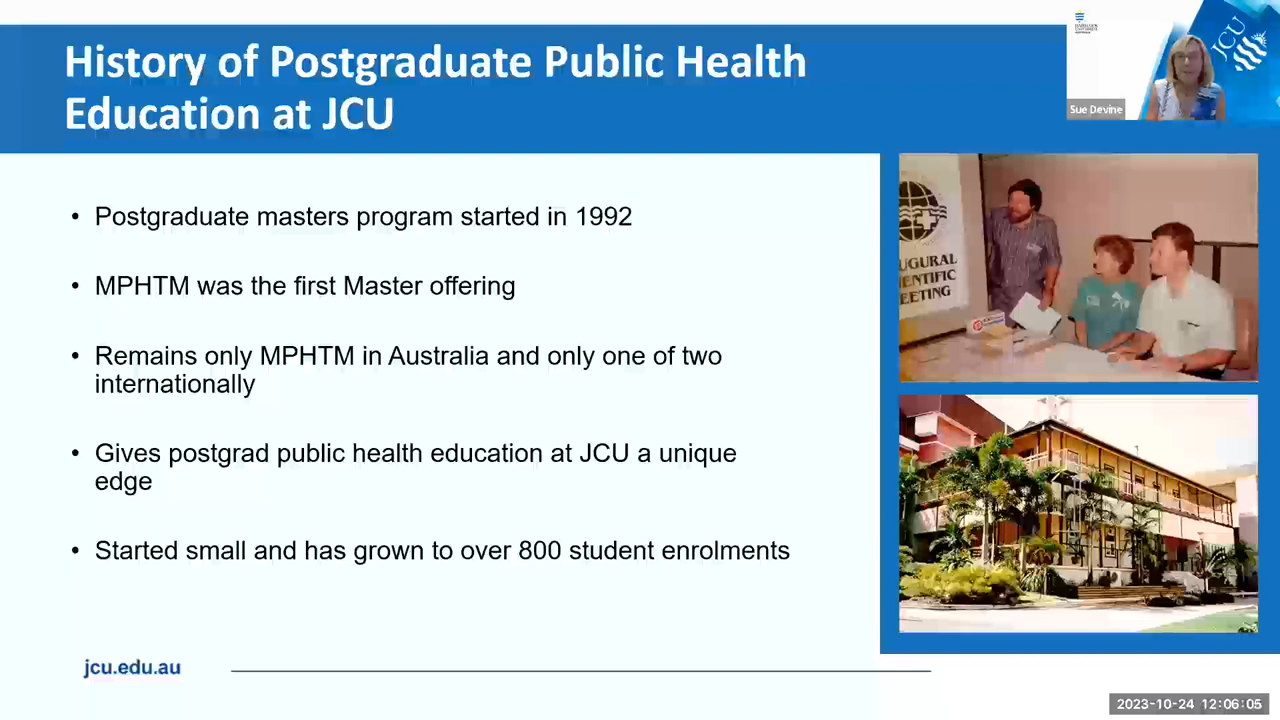 History of Postgraduate Public Health
Education at JCU
JCU
Sue Devine
• Postgraduate masters program started in 1992
• MPHTM was the first Master offering
• Remains only MPHTM in Australia and only one of two
internationally
• Gives postgrad public health education at JCU a unique
edge
• Started small and has grown to over 800 student enrolments
UGURAL
IENTIFIC
EETING
jcu.edu.au
2023-10-24 12:06:05